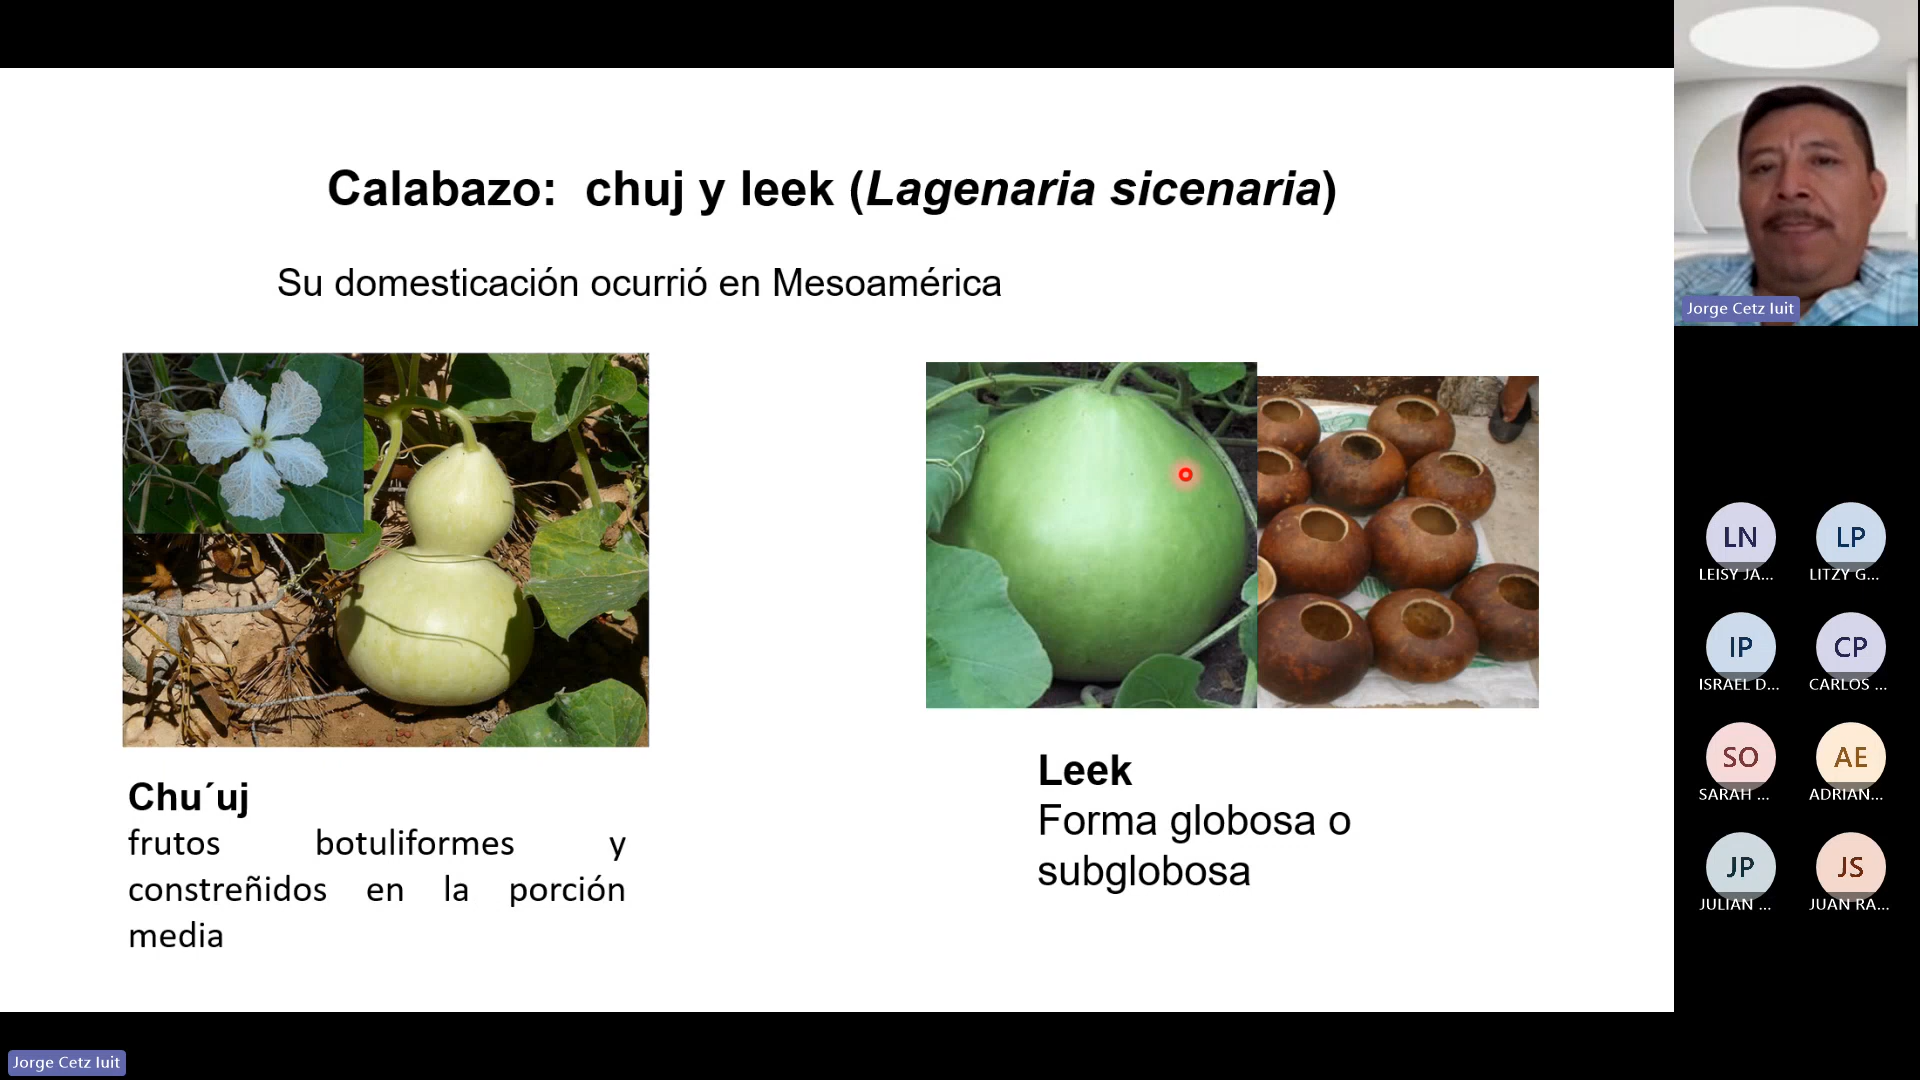 Calabazo: chuj y leek (Lagenaria sicenaria)
Su domesticación ocurrió en Mesoamérica
Chu´uj
frutos botuliformes y
constreñidos en la porción
media
Leek
Forma globosa o
subglobosa
Jorge Cetz Iuit
LN
LEISY JA...
LP
LITZY G...
IP
ISRAEL D...
CP
CARLOS ...
SO
SARAH ...
AE
ADRIAN...
JP
JULIAN ...
JS
JUAN RA...
Jorge Cetz Iuit